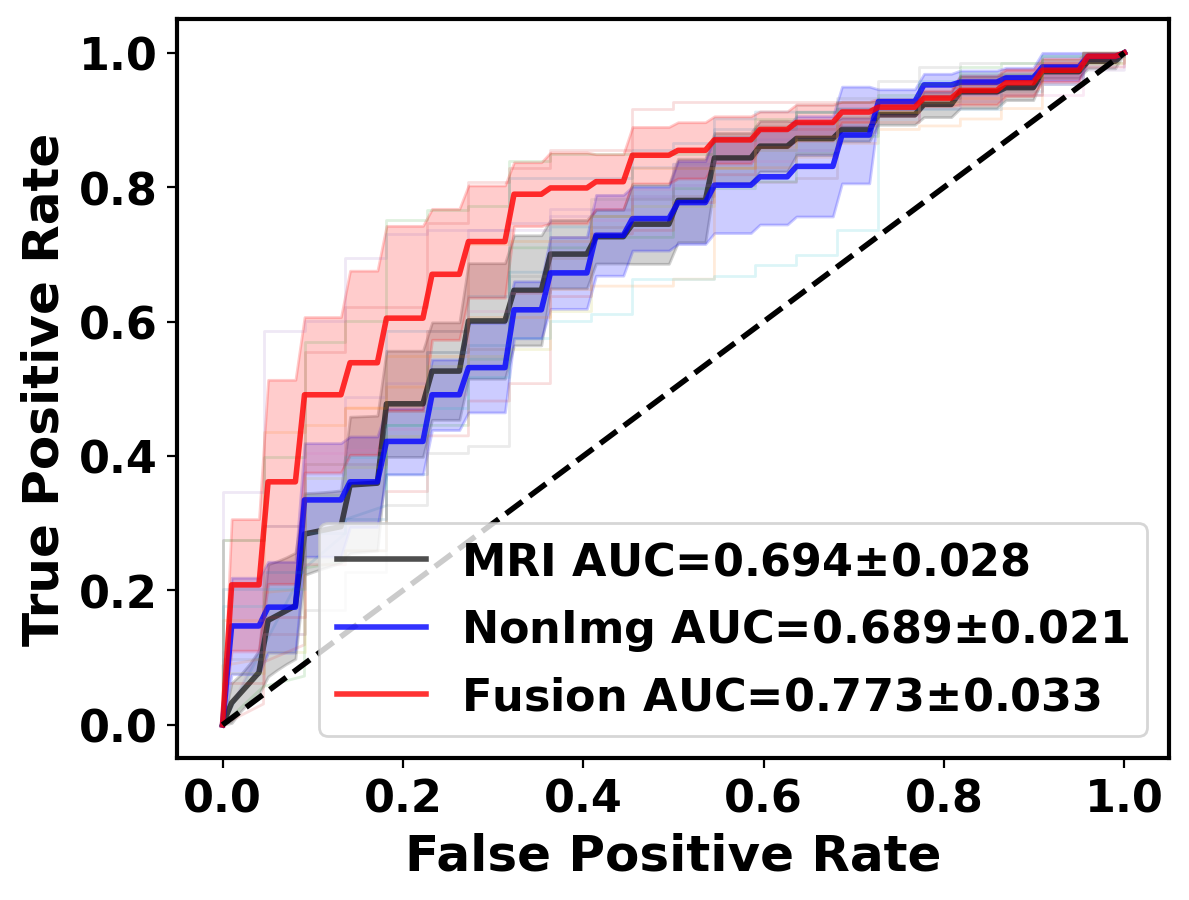 1.0
0.8
0.6
0.4
0.2
0.0
True Positive Rate
MRI AUC=0.694±0.028
NonImg AUC=0.689±0.021
Fusion AUC=0.773±0.033
0.0 0.2 0.4 0.6 0.8 1.0
False Positive Rate